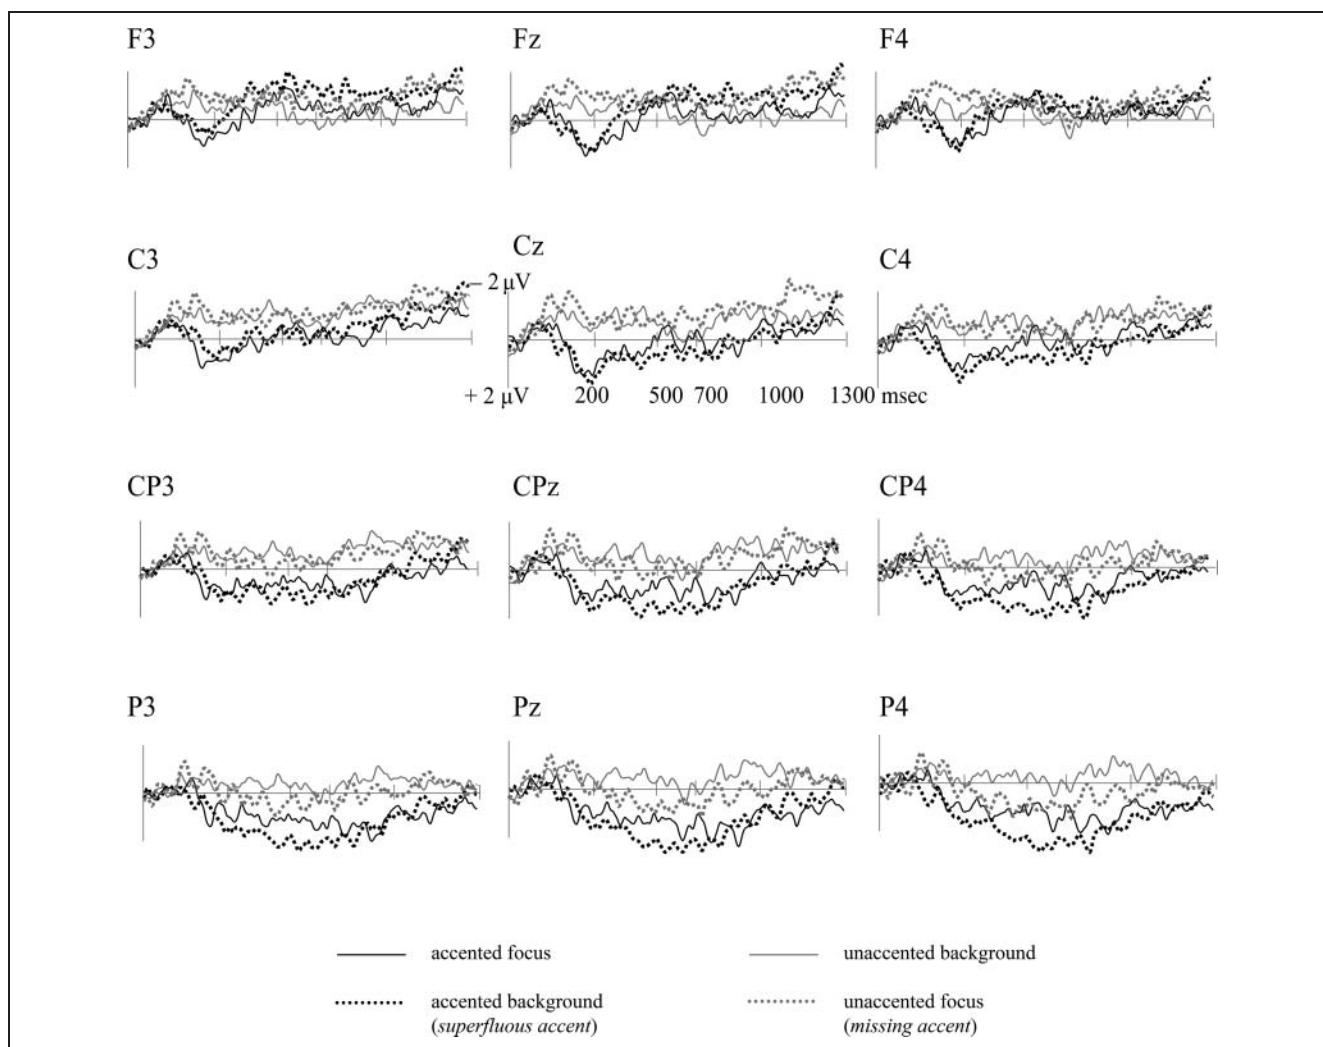 F3 Fz F4
C3 Cz C4
– 2 μV
+ 2 μV 200 500 700 1000 1300 msec
CP3 CPz CP4
P3 Pz P4
accented focus unaccented background
accented background unaccented focus
(superfluous accent) (missing accent)